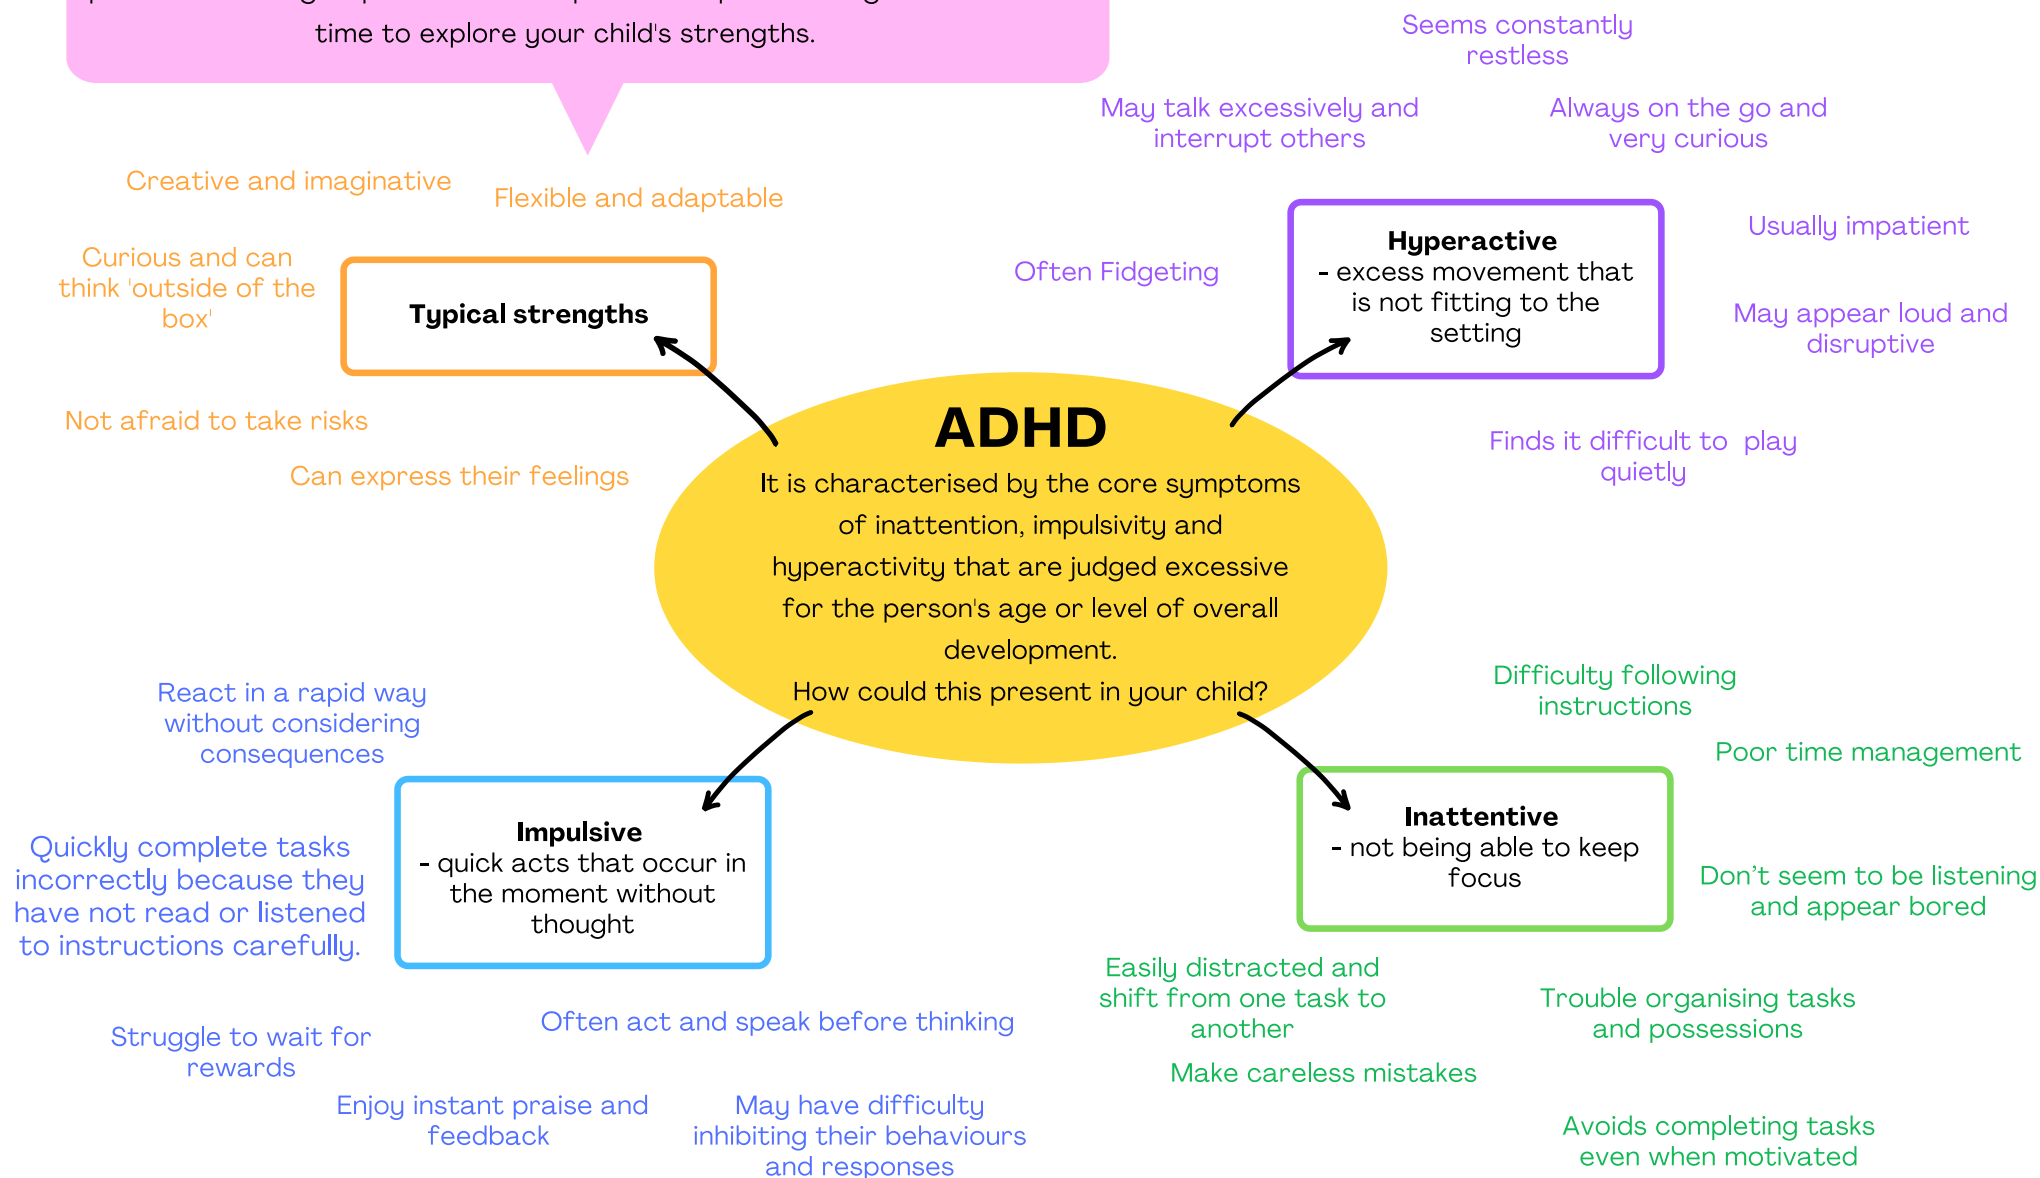 time to explore your child's strengths.
Creative and imaginative
Flexible and adaptable
Curious and can
think 'outside of the
box'
Typical strengths
Not afraid to take risks
Can express their feelings
Seems constantly
restless
May talk excessively and
interrupt others
Always on the go and
very curious
Often Fidgeting
Hyperactive
- excess movement that
is not fitting to the
setting
Usually impatient
May appear loud and
disruptive
Finds it difficult to play
quietly
ADHD
It is characterised by the core symptoms
of inattention, impulsivity and
hyperactivity that are judged excessive
for the person's age or level of overall
development.
How could this present in your child?
React in a rapid way
without considering
consequences
Impulsive
- quick acts that occur in
the moment without
thought
Quickly complete tasks
incorrectly because they
have not read or listened
to instructions carefully.
Struggle to wait for
rewards
Often act and speak before thinking
Enjoy instant praise and
feedback
May have difficulty
inhibiting their behaviours
and responses
Difficulty following
instructions
Poor time management
Inattentive
- not being able to keep
focus
Don't seem to be listening
and appear bored
Easily distracted and
shift from one task to
another
Trouble organising tasks
and possessions
Make careless mistakes
Avoids completing tasks
even when motivated